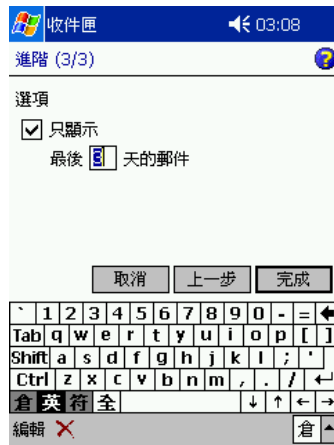 收件匣 03:08
進階 (3/3) ?
選項
只顯示
最後 3 天的郵件
取消 上一步 完成
` 1 2 3 4 5 6 7 8 9 0 - =
Tab q w e r t y u i o p [ ]
Shift a s d f g h j k l ; '
Ctrl z x c v b n m , . /
倉 英 符 全
編輯 倉